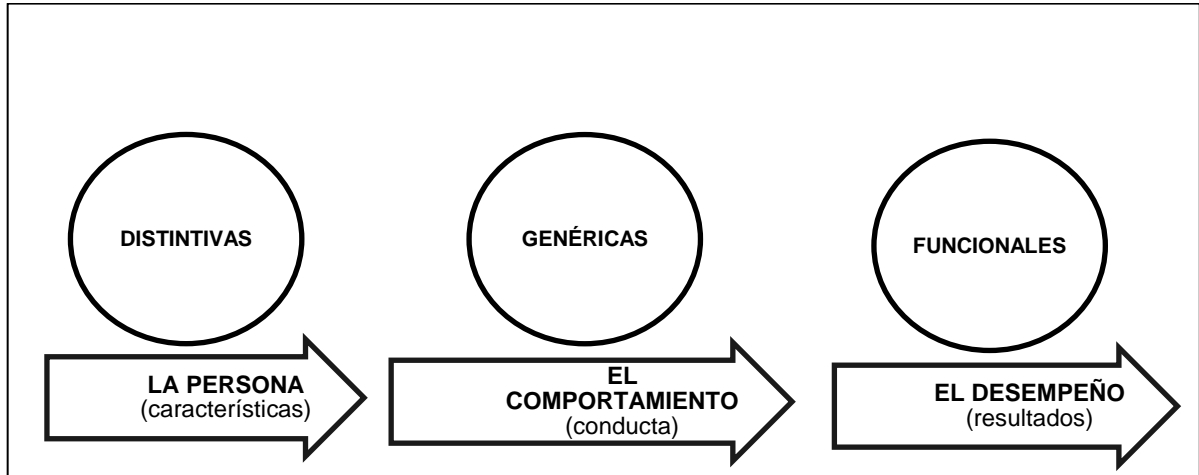 DISTINTIVAS
GENÉRICAS
FUNCIONALES
LA PERSONA
(características)
EL
COMPORTAMIENTO
(conducta)
EL DESEMPEÑO
(resultados)